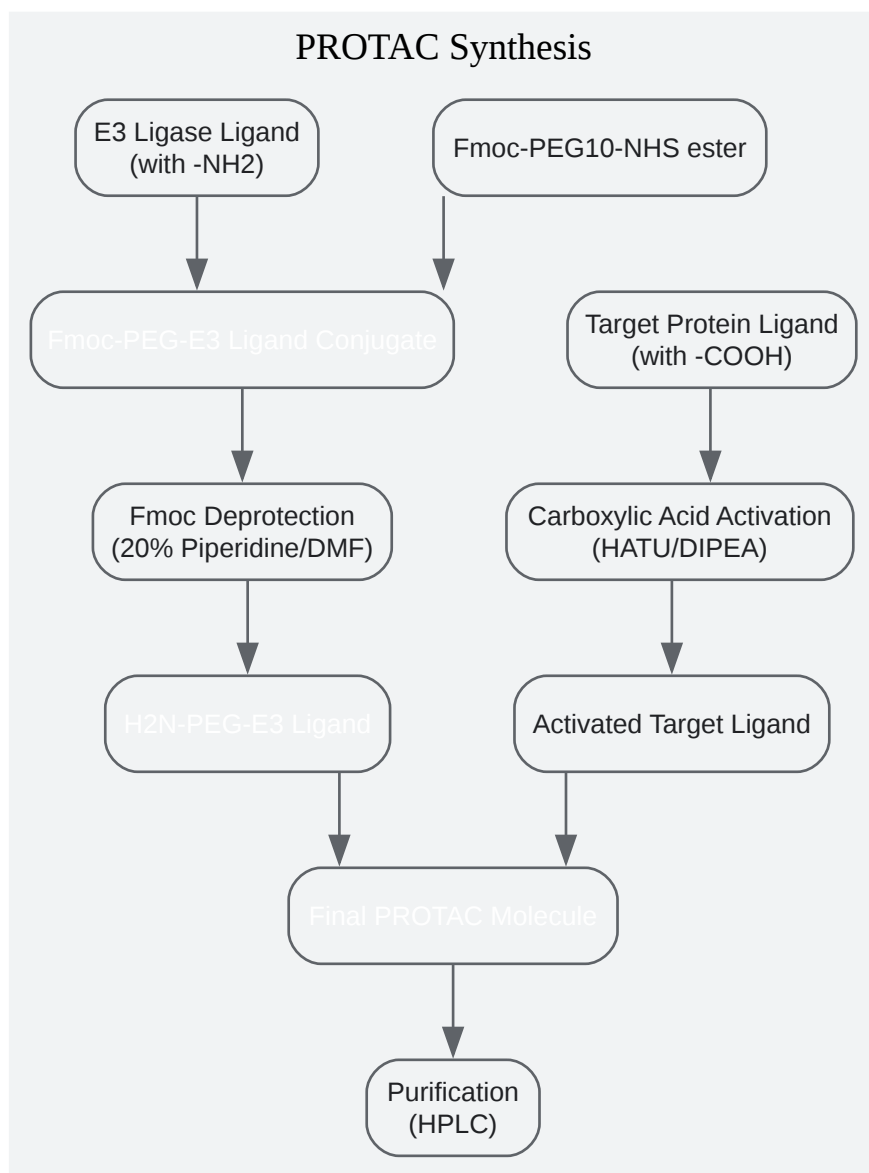 PROTAC Synthesis
E3 Ligase Ligand
(with -NH2)
Fmoc-PEG10-NHS ester
Fmoc-PEG-E3 Ligand Conjugate
Target Protein Ligand
(with -COOH)
Fmoc Deprotection
(20% Piperidine/DMF)
Carboxylic Acid Activation
(HATU/DIPEA)
H2N-PEG-E3 Ligand
Activated Target Ligand
Final PROTAC Molecule
Purification
(HPLC)